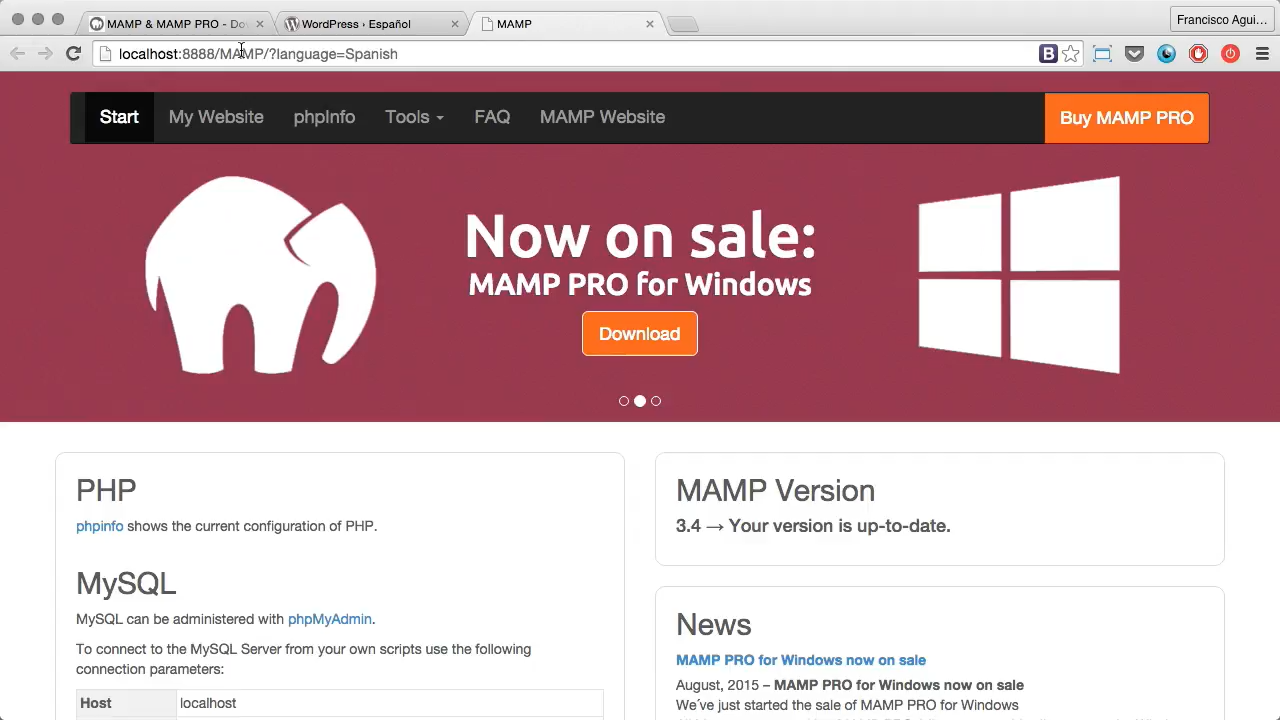 MAMP & MAMP PRO - Do
WordPress › Español
MAMP
Francisco Agui...
localhost:8888/MAMP/?language=Spanish
Start
My Website
phpInfo
Tools
FAQ
MAMP Website
Buy MAMP PRO
Now on sale:
MAMP PRO for Windows
Download
PHP
phpinfo shows the current configuration of PHP.
MySQL
MySQL can be administered with phpMyAdmin.
To connect to the MySQL Server from your own scripts use the following
connection parameters:
Host localhost
MAMP Version
3.4 → Your version is up-to-date.
News
MAMP PRO for Windows now on sale
August, 2015 – MAMP PRO for Windows now on sale
We´ve just started the sale of MAMP PRO for Windows